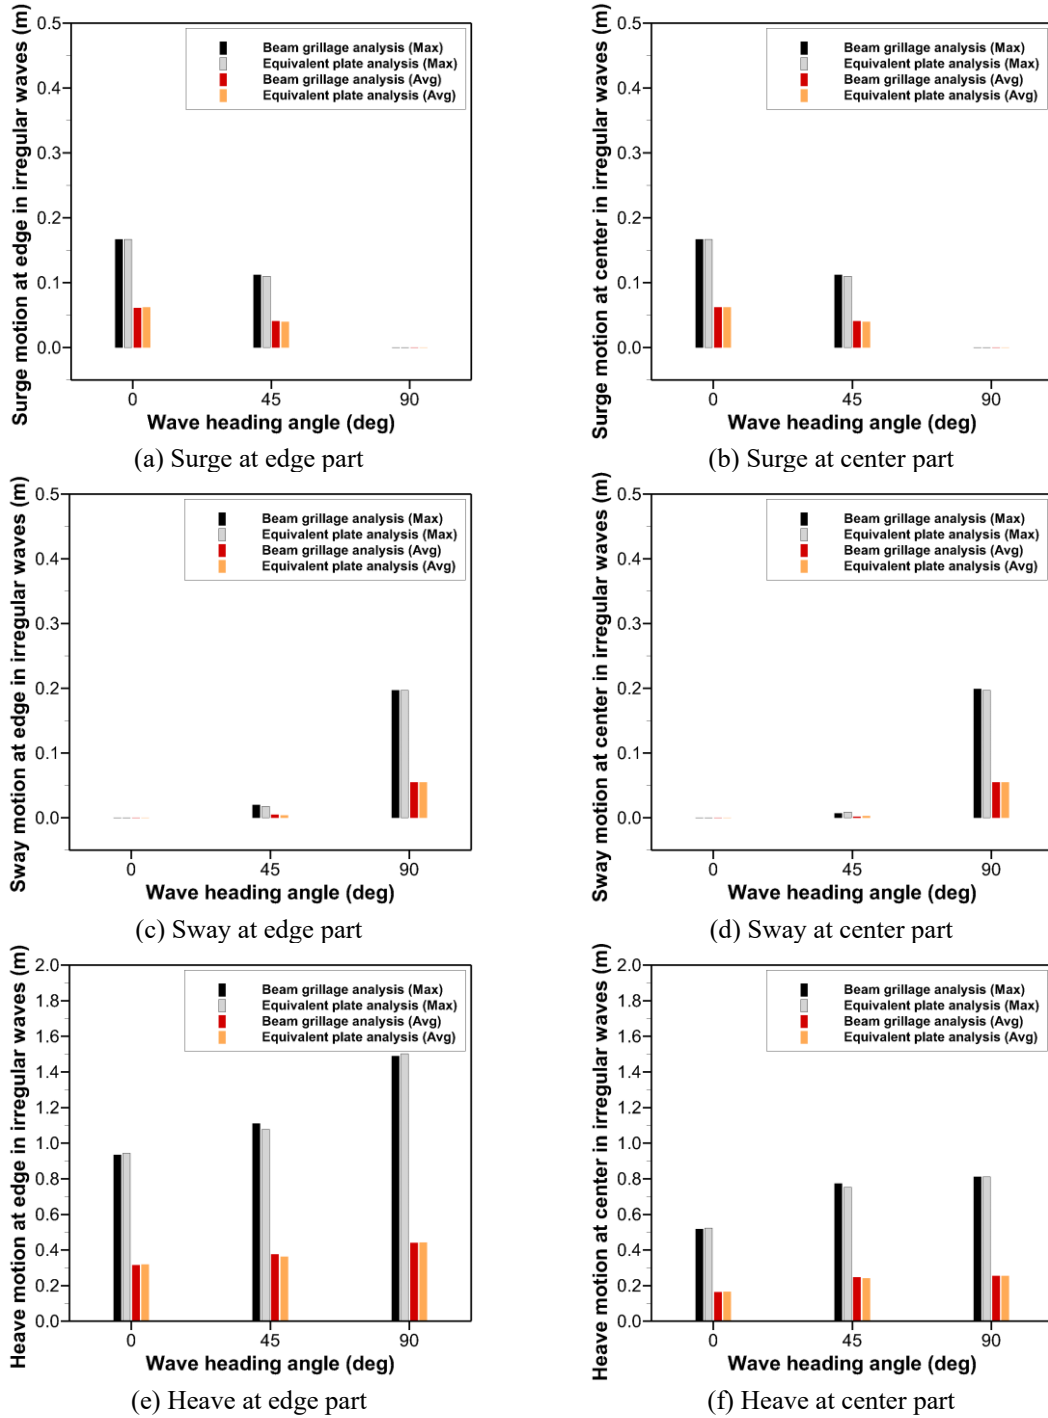 Surge motion at edge in irregular waves (m)
0.5
0.4
0.3
0.2
0.1
0.0
Beam grillage analysis (Max)
Equivalent plate analysis (Max)
Beam grillage analysis (Avg)
Equivalent plate analysis (Avg)
0 45 90
Wave heading angle (deg)
(a) Surge at edge part
Surge motion at center in irregular waves (m)
0.5
0.4
0.3
0.2
0.1
0.0
Beam grillage analysis (Max)
Equivalent plate analysis (Max)
Beam grillage analysis (Avg)
Equivalent plate analysis (Avg)
0 45 90
Wave heading angle (deg)
(b) Surge at center part
Sway motion at edge in irregular waves (m)
0.5
0.4
0.3
0.2
0.1
0.0
Beam grillage analysis (Max)
Equivalent plate analysis (Max)
Beam grillage analysis (Avg)
Equivalent plate analysis (Avg)
0 45 90
Wave heading angle (deg)
(c) Sway at edge part
Sway motion at center in irregular waves (m)
0.5
0.4
0.3
0.2
0.1
0.0
Beam grillage analysis (Max)
Equivalent plate analysis (Max)
Beam grillage analysis (Avg)
Equivalent plate analysis (Avg)
0 45 90
Wave heading angle (deg)
(d) Sway at center part
Heave motion at edge in irregular waves (m)
2.0
1.8
1.6
1.4
1.2
1.0
0.8
0.6
0.4
0.2
0.0
Beam grillage analysis (Max)
Equivalent plate analysis (Max)
Beam grillage analysis (Avg)
Equivalent plate analysis (Avg)
0 45 90
Wave heading angle (deg)
(e) Heave at edge part
Heave motion at center in irregular waves (m)
2.0
1.8
1.6
1.4
1.2
1.0
0.8
0.6
0.4
0.2
0.0
Beam grillage analysis (Max)
Equivalent plate analysis (Max)
Beam grillage analysis (Avg)
Equivalent plate analysis (Avg)
0 45 90
Wave heading angle (deg)
(f) Heave at center part